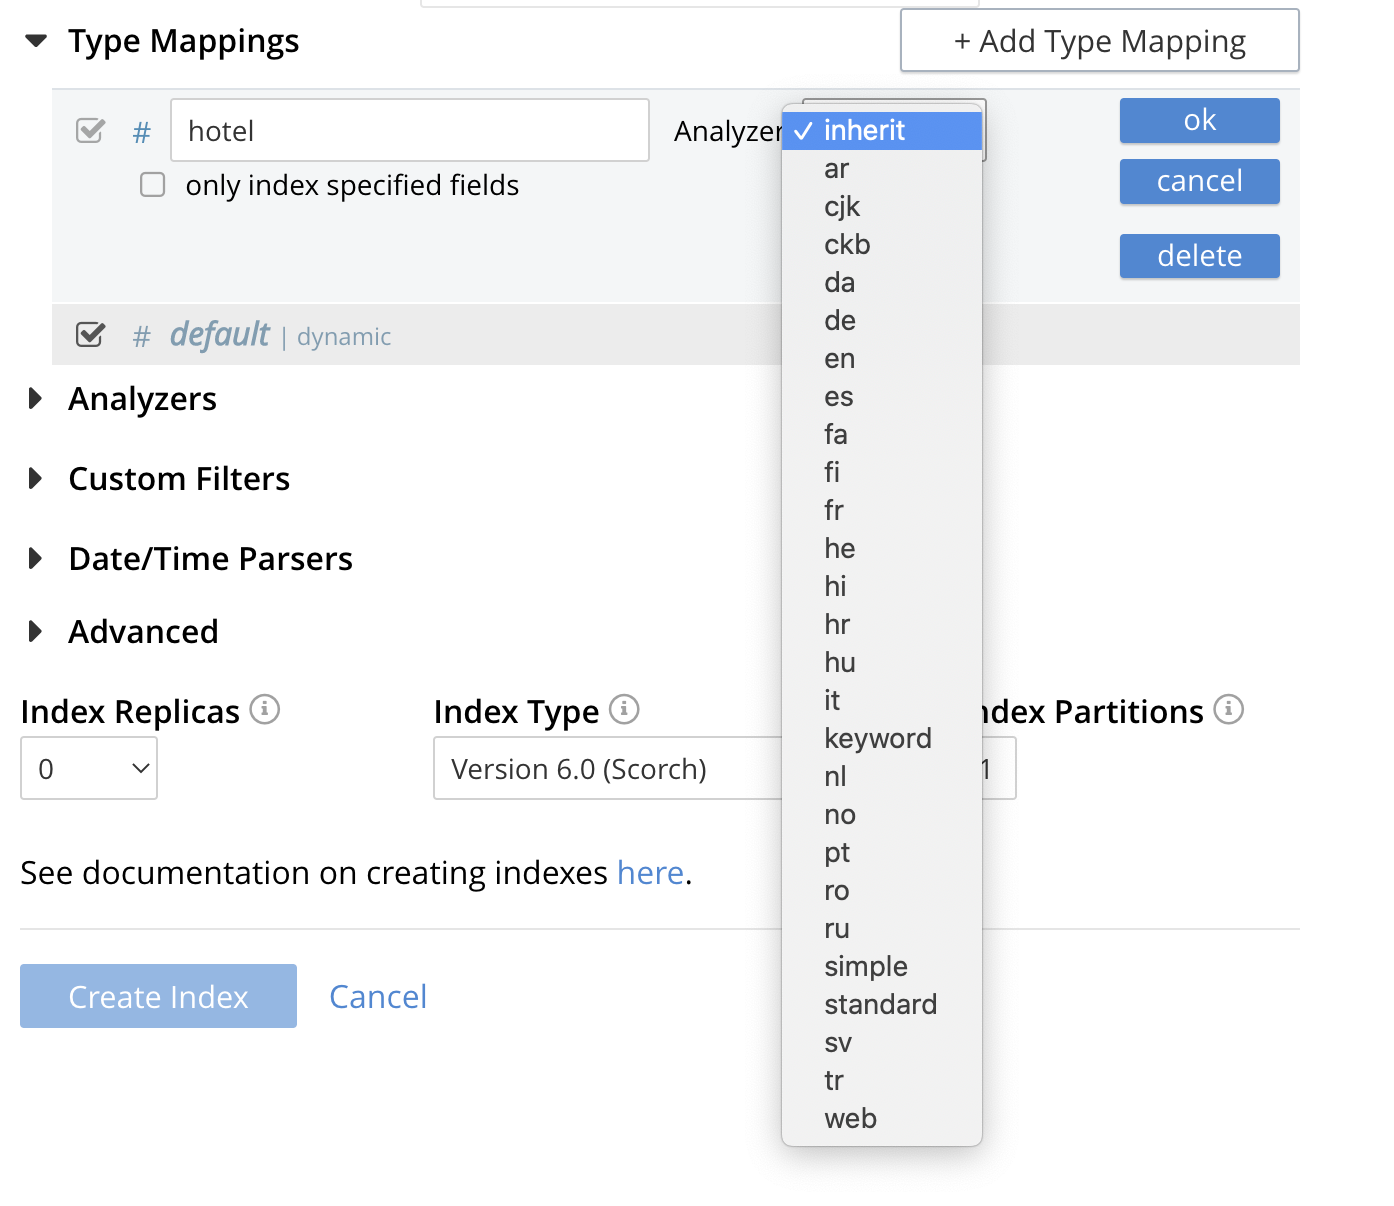 Type Mappings
+ Add Type Mapping
# hotel
Analyzer
✓ inherit
ar
cjk
ckb
da
de
en
es
fa
fi
fr
he
hi
hr
hu
it
keyword
nl
no
pt
ro
ru
simple
standard
sv
tr
web
ok
cancel
delete
only index specified fields
# default | dynamic
Analyzers
Custom Filters
Date/Time Parsers
Advanced
Index Replicas
0
Index Type
Version 6.0 (Scorch)
ndex Partitions
1
See documentation on creating indexes here.
Create Index
Cancel